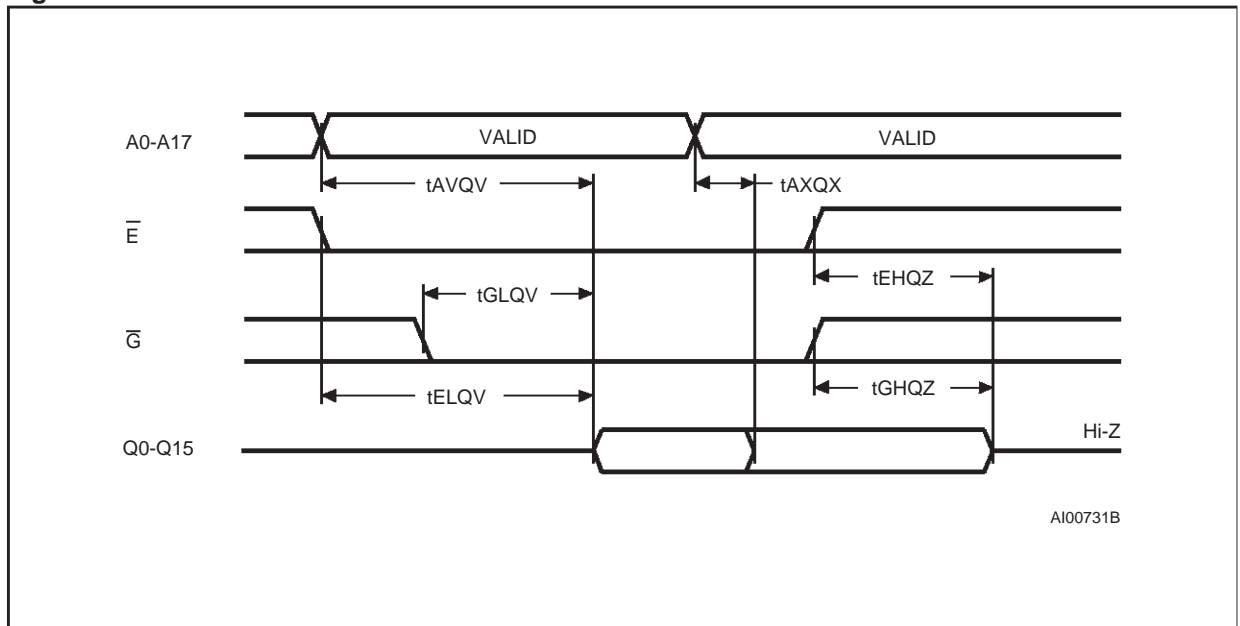 A0-A17
VALID
VALID
tAVQV
tAXQX
E
tEHQZ
tGLQV
G
tGHQZ
tELQV
Hi-Z
Q0-Q15
AI00731B